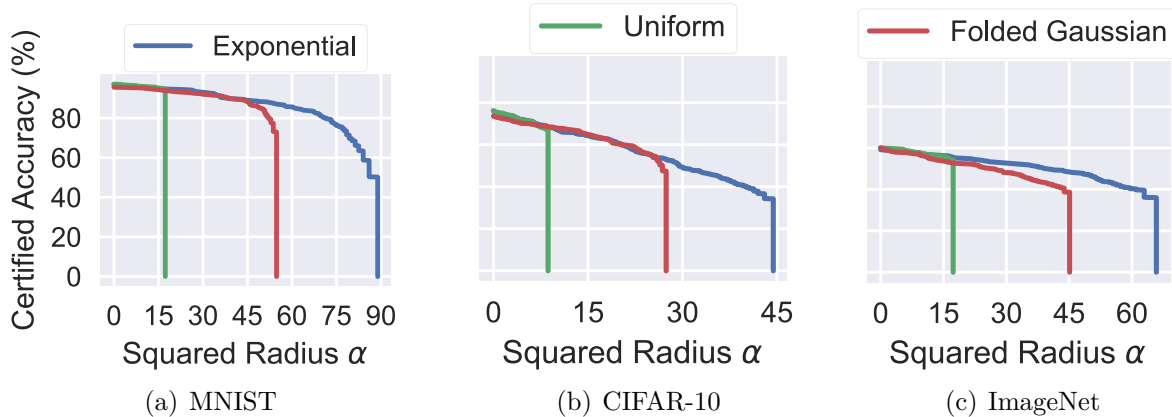 Exponential
Uniform
Folded Gaussian
Certified Accuracy (%)
80
60
40
20
0
0 15 30 45 60 75 90
0 15 30 45
0 15 30 45 60
Squared Radius α
Squared Radius α
Squared Radius α
(a) MNIST
(b) CIFAR-10
(c) ImageNet